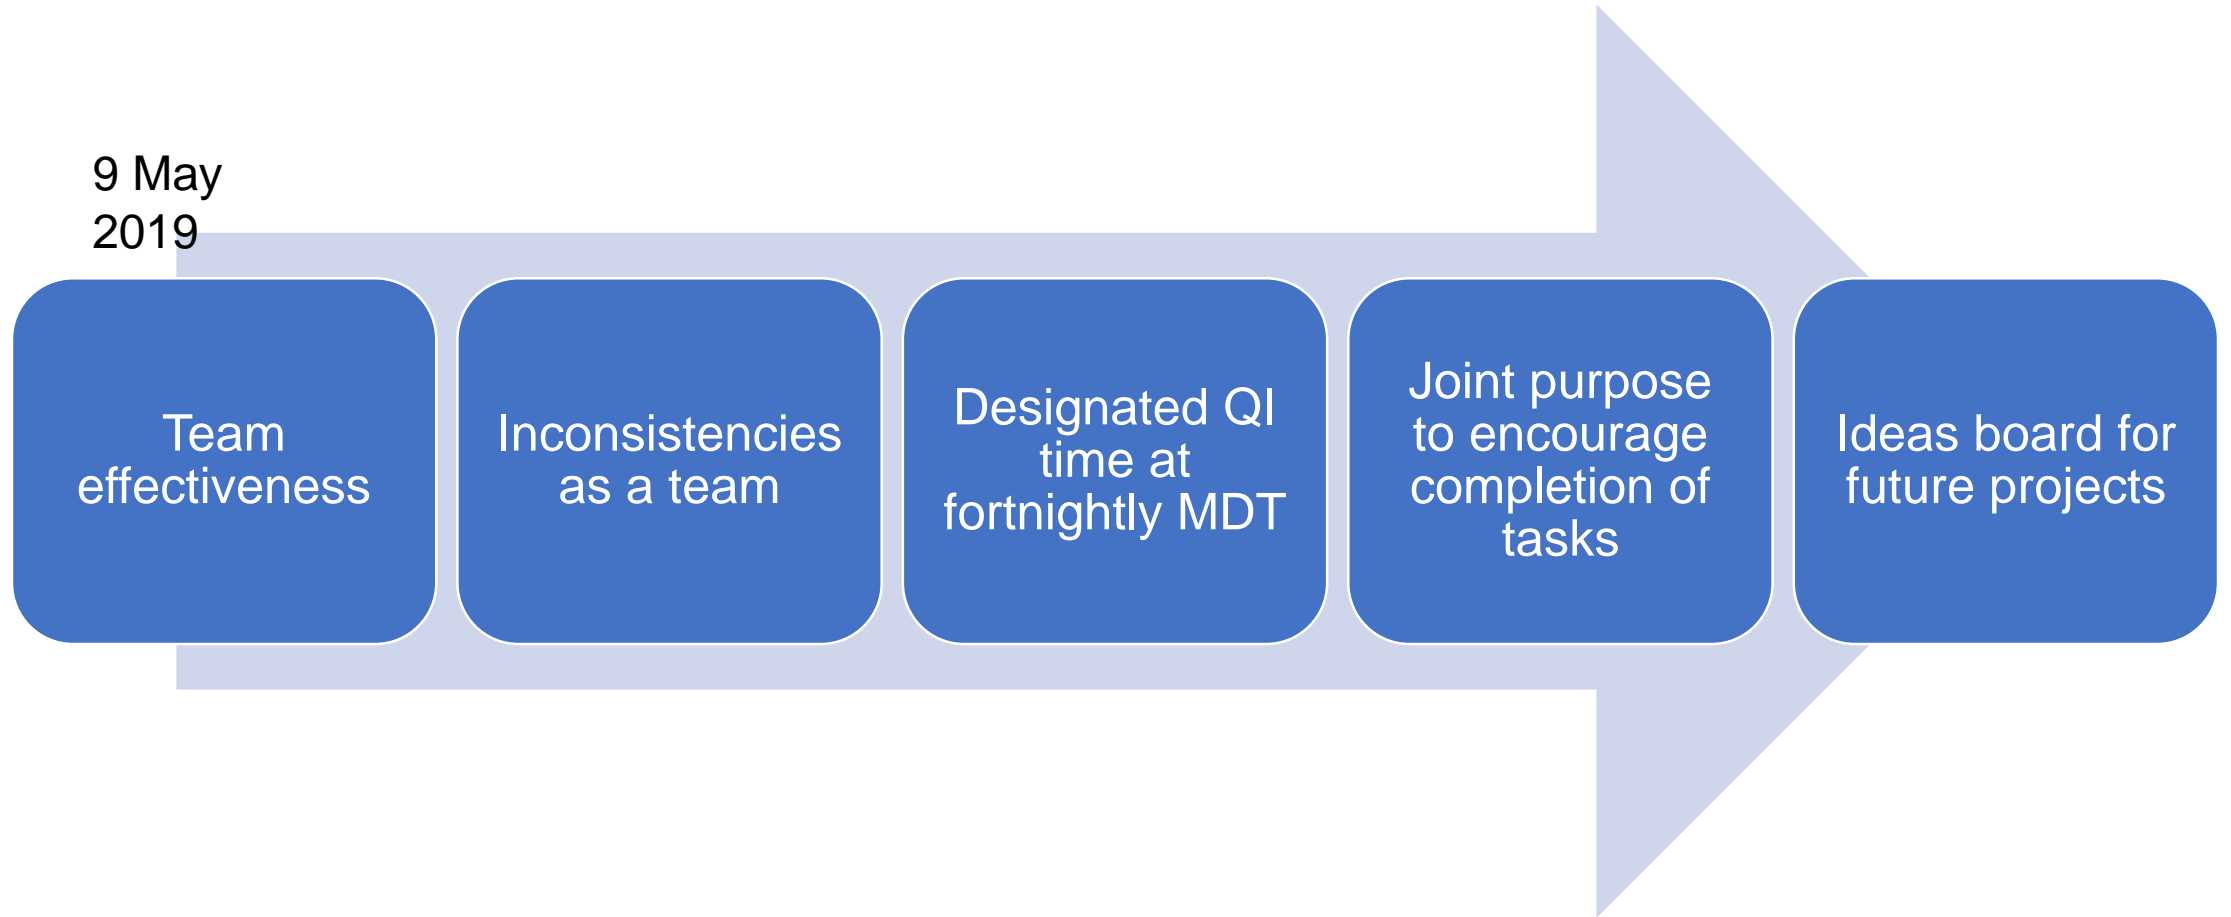 9 May
2019
Team
effectiveness
Inconsistencies
as a team
Designated QI
time at
fortnightly MDT
Joint purpose
to encourage
completion of
tasks
Ideas board for
future projects